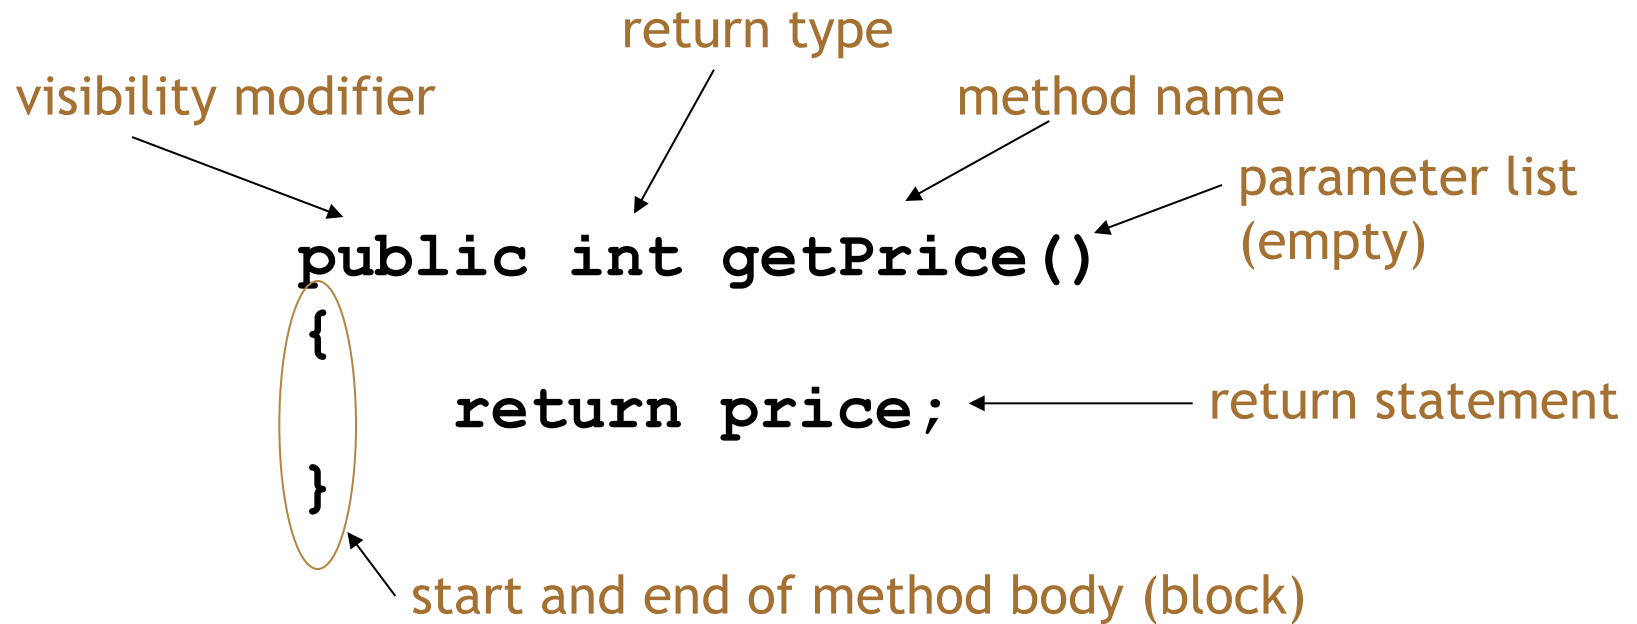 return type
visibility modifier
method name
parameter list
(empty)
public int getPrice()
{
return price;
return statement
}
start and end of method body (block)